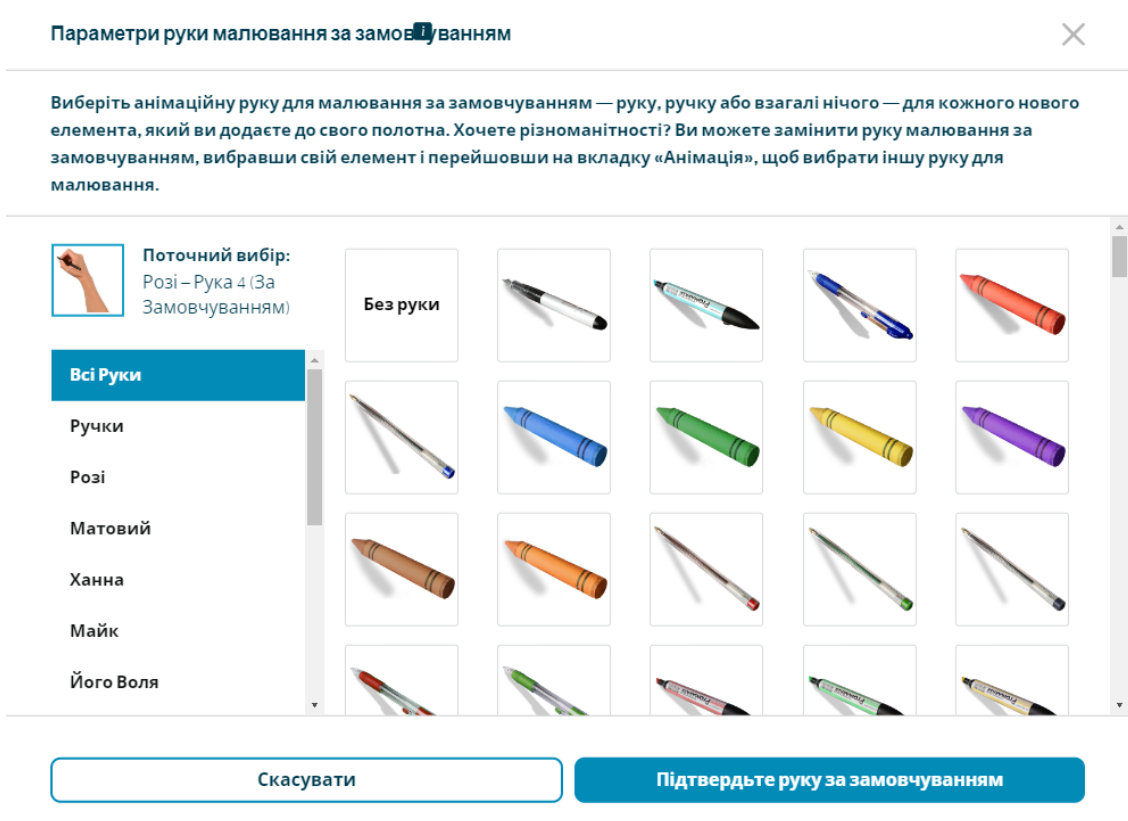 Параметри руки малювання за замовчуванням
Виберіть анімаційну руку для малювання за замовчуванням — руку, ручку або взагалі нічого — для кожного нового
елемента, який ви додаєте до свого полотна. Хочете різноманітності? Ви можете замінити руку малювання за
замовчуванням, вибравши свій елемент і перейшовши на вкладку «Анімація», щоб вибрати іншу руку для
малювання.
Поточний вибір:
Розі – Рука 4 (За
Замовчуванням)
Без руки
Всі Руки
Ручки
Розі
Матовий
Ханна
Майк
Його Воля
Скасувати
Підтвердьте руку за замовчуванням